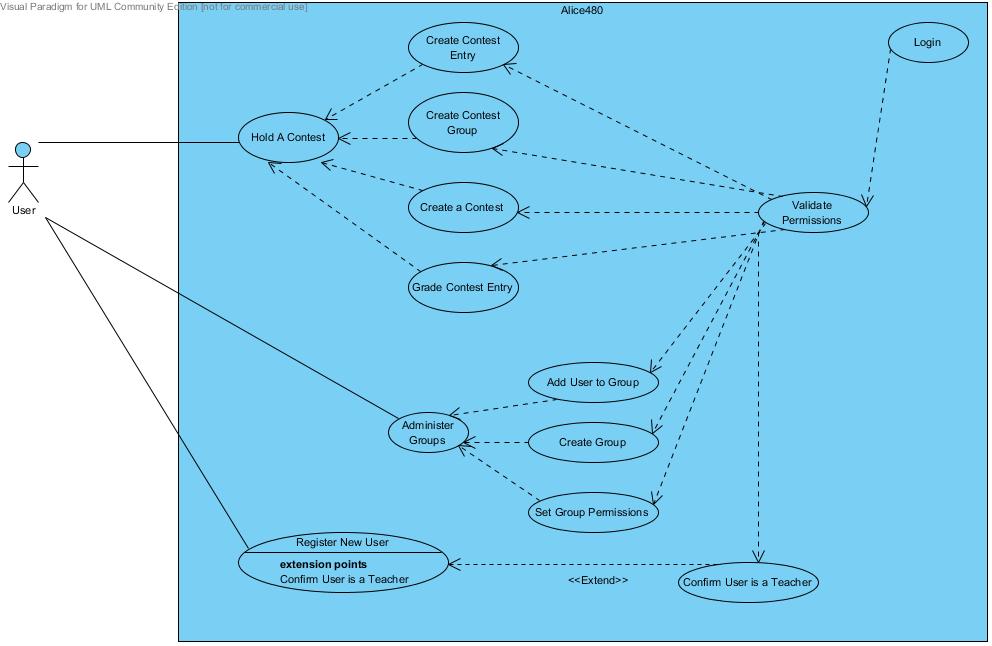 Visual Paradigm for UML Community Edition [not for commercial use]
Alice480
Create Contest
Entry
Login
Create Contest
Group
Hold A Contest
User
Create a Contest
Validate
Permissions
Grade Contest Entry
Add User to Group
Administer
Groups
Create Group
Set Group Permissions
Register New User
extension points
Confirm User is a Teacher
<<Extend>>
Confirm User is a Teacher